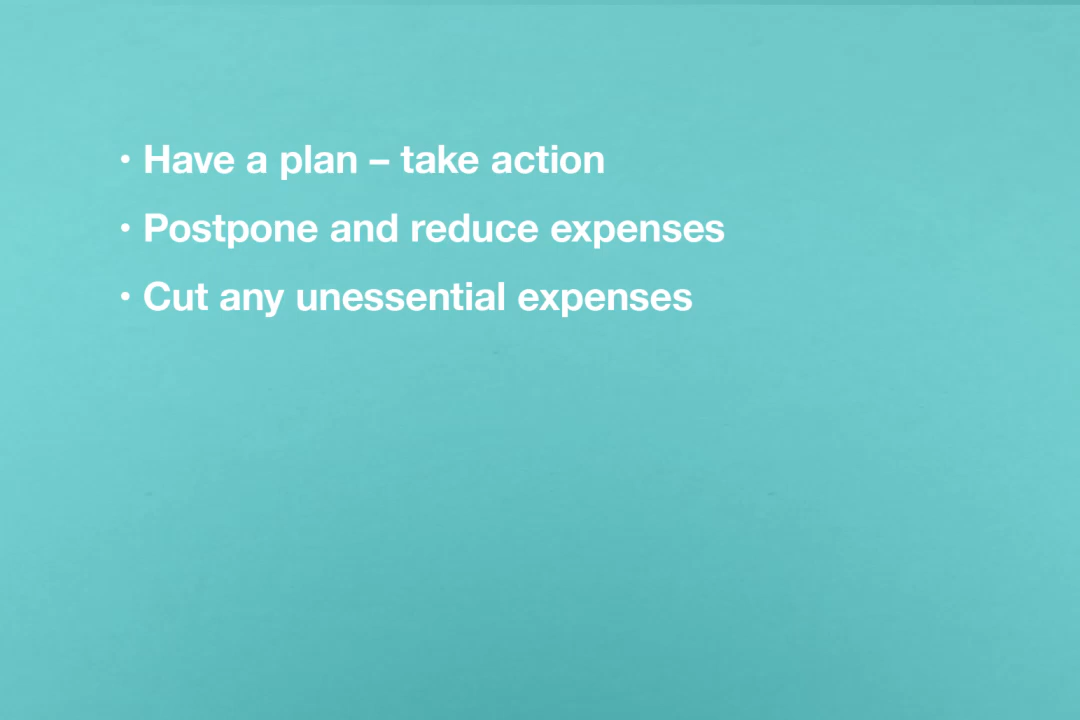 • Have a plan – take action
• Postpone and reduce expenses
• Cut any unessential expenses